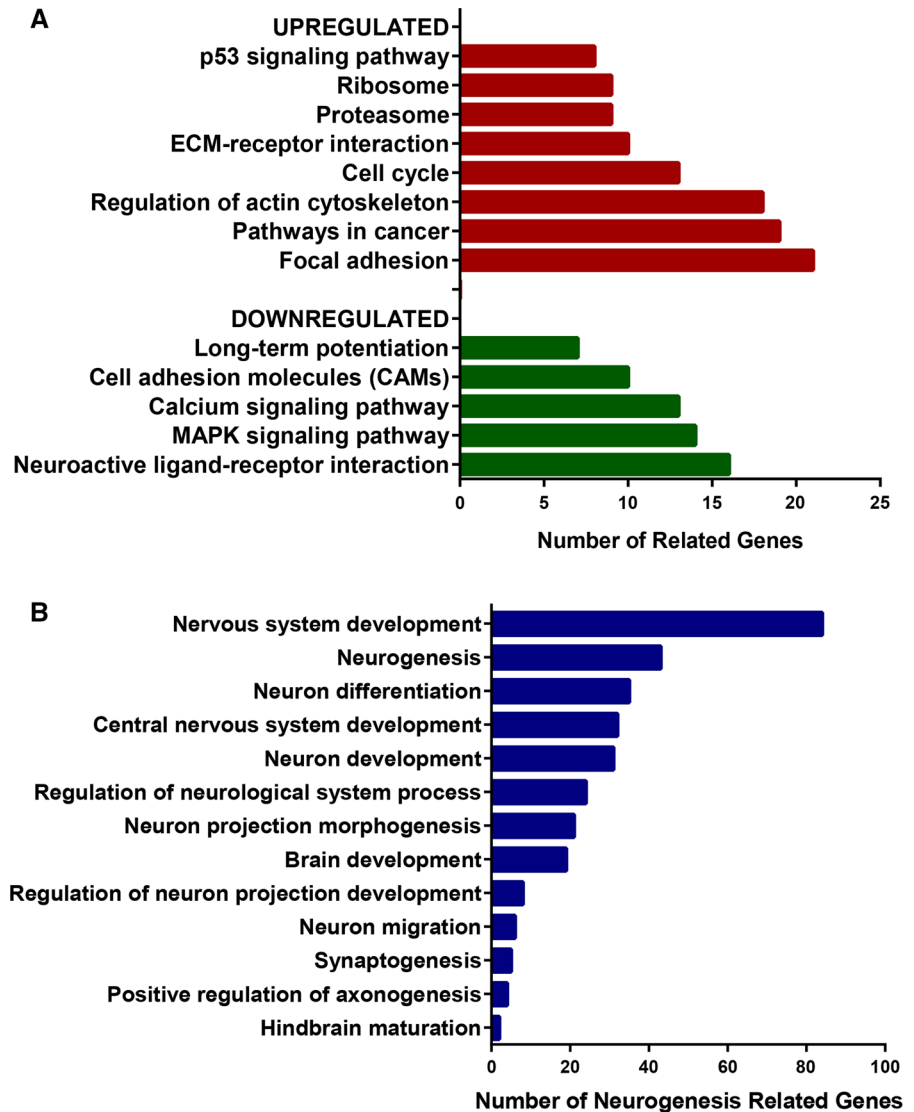 A
UPREGULATED
p53 signaling pathway
Ribosome
Proteasome
ECM-receptor interaction
Cell cycle
Regulation of actin cytoskeleton
Pathways in cancer
Focal adhesion
DOWNREGULATED
Long-term potentiation
Cell adhesion molecules (CAMs)
Calcium signaling pathway
MAPK signaling pathway
Neuroactive ligand-receptor interaction
0 5 10 15 20 25
Number of Related Genes
B
Nervous system development
Neurogenesis
Neuron differentiation
Central nervous system development
Neuron development
Regulation of neurological system process
Neuron projection morphogenesis
Brain development
Regulation of neuron projection development
Neuron migration
Synaptogenesis
Positive regulation of axonogenesis
Hindbrain maturation
0 20 40 60 80 100
Number of Neurogenesis Related Genes